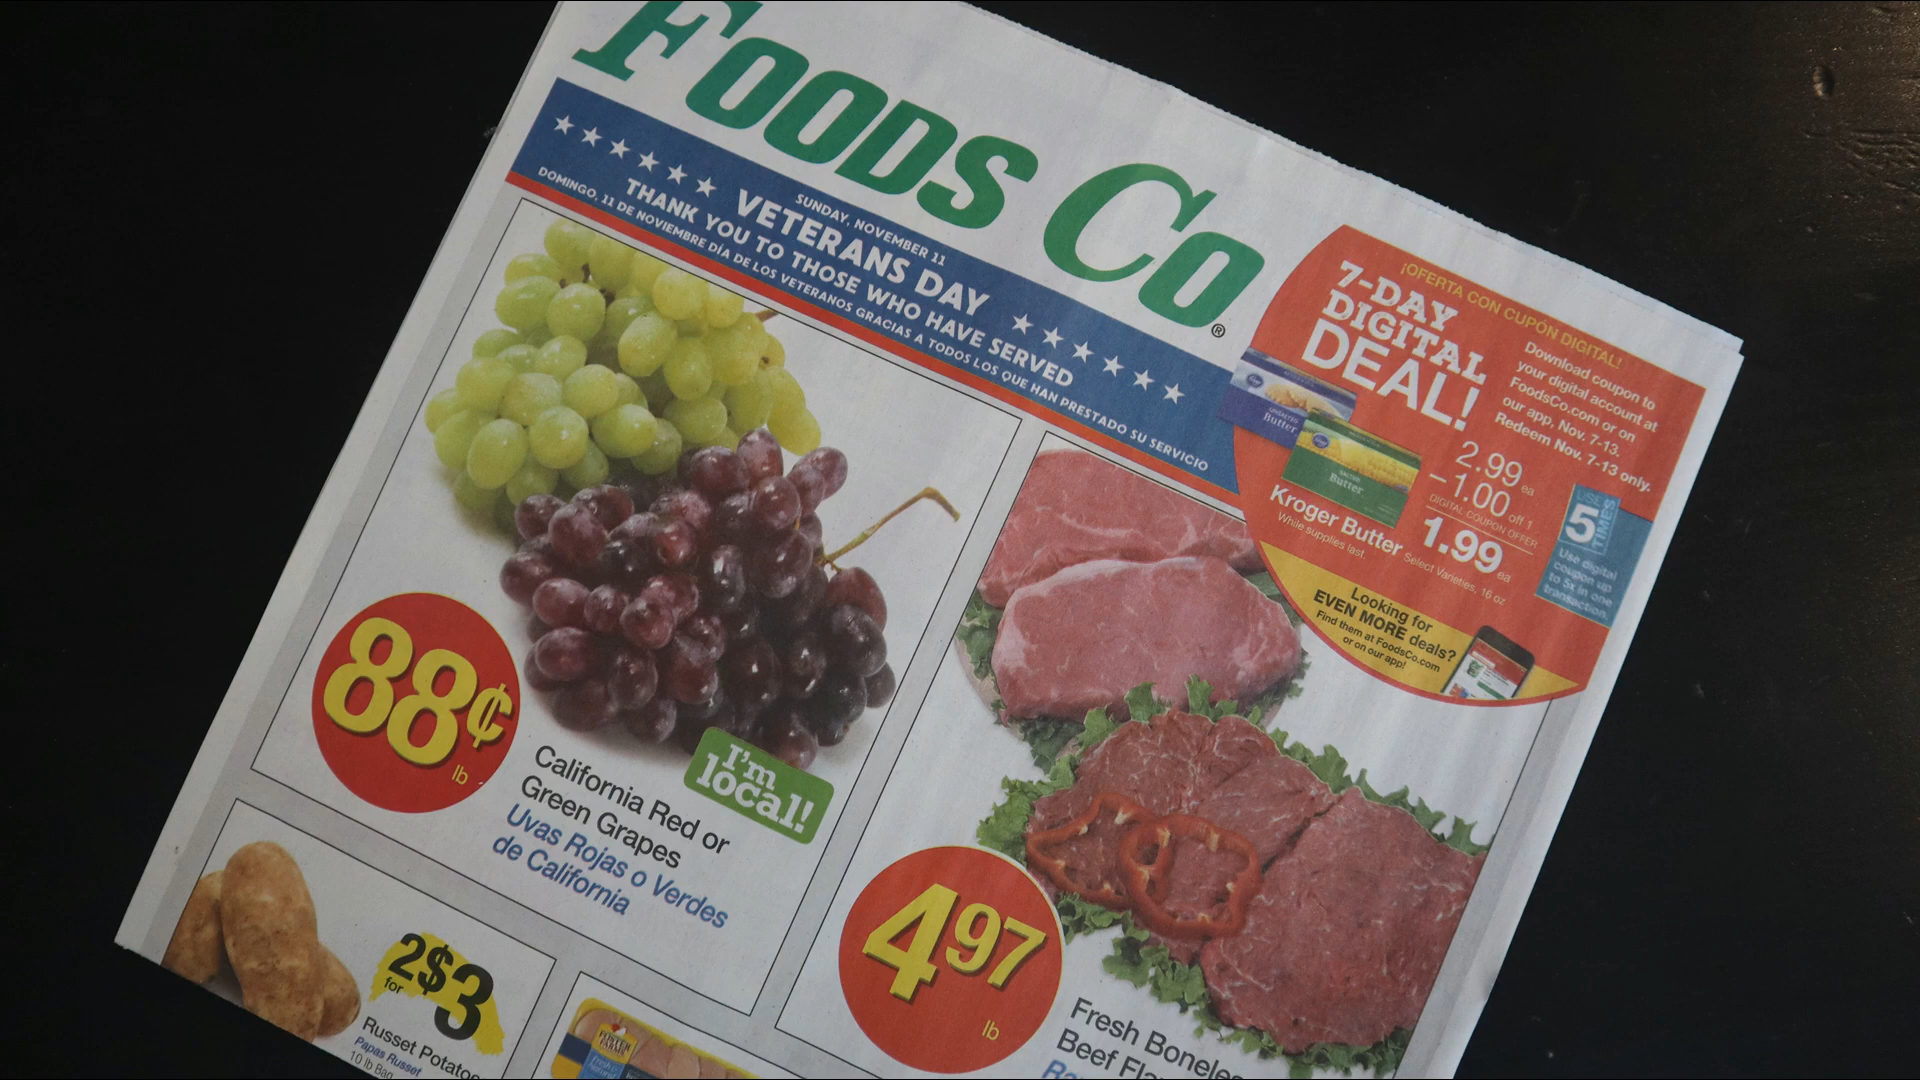 Foods Co®
SUNDAY, NOVEMBER 11
VETERANS DAY
THANK YOU TO THOSE WHO HAVE SERVED
DOMINGO, 11 DE NOVIEMBRE DÍA DE LOS VETERANOS GRACIAS A TODOS LOS QUE HAN PRESTADO SU SERVICIO
¡OFERTA CON CUPÓN DIGITAL!
7-DAY
DIGITAL
DEAL!
Download coupon to
your digital account at
FoodsCo.com or on
our app, Nov. 7-13.
Redeem Nov. 7-13 only.
UNSALTED
Butter
SALTED
Butter
2.99 ea
-1.00 off 1
DIGITAL COUPON OFFER
1.99 ea
Kroger Butter
Select Varieties, 16 oz
While supplies last.
USE
5
TIMES
Use digital
coupon up
to 5x in one
transaction.
Looking for
EVEN MORE deals?
Find them at FoodsCo.com
or on our app!
88¢
lb
I'm
local!
California Red or
Green Grapes
Uvas Rojas o Verdes
de California
4 97
lb
Fresh Boneless
Beef
2 for $3
Russet Potatoes
Papas Russet
10 lb Bag
FOSTER
FARMS